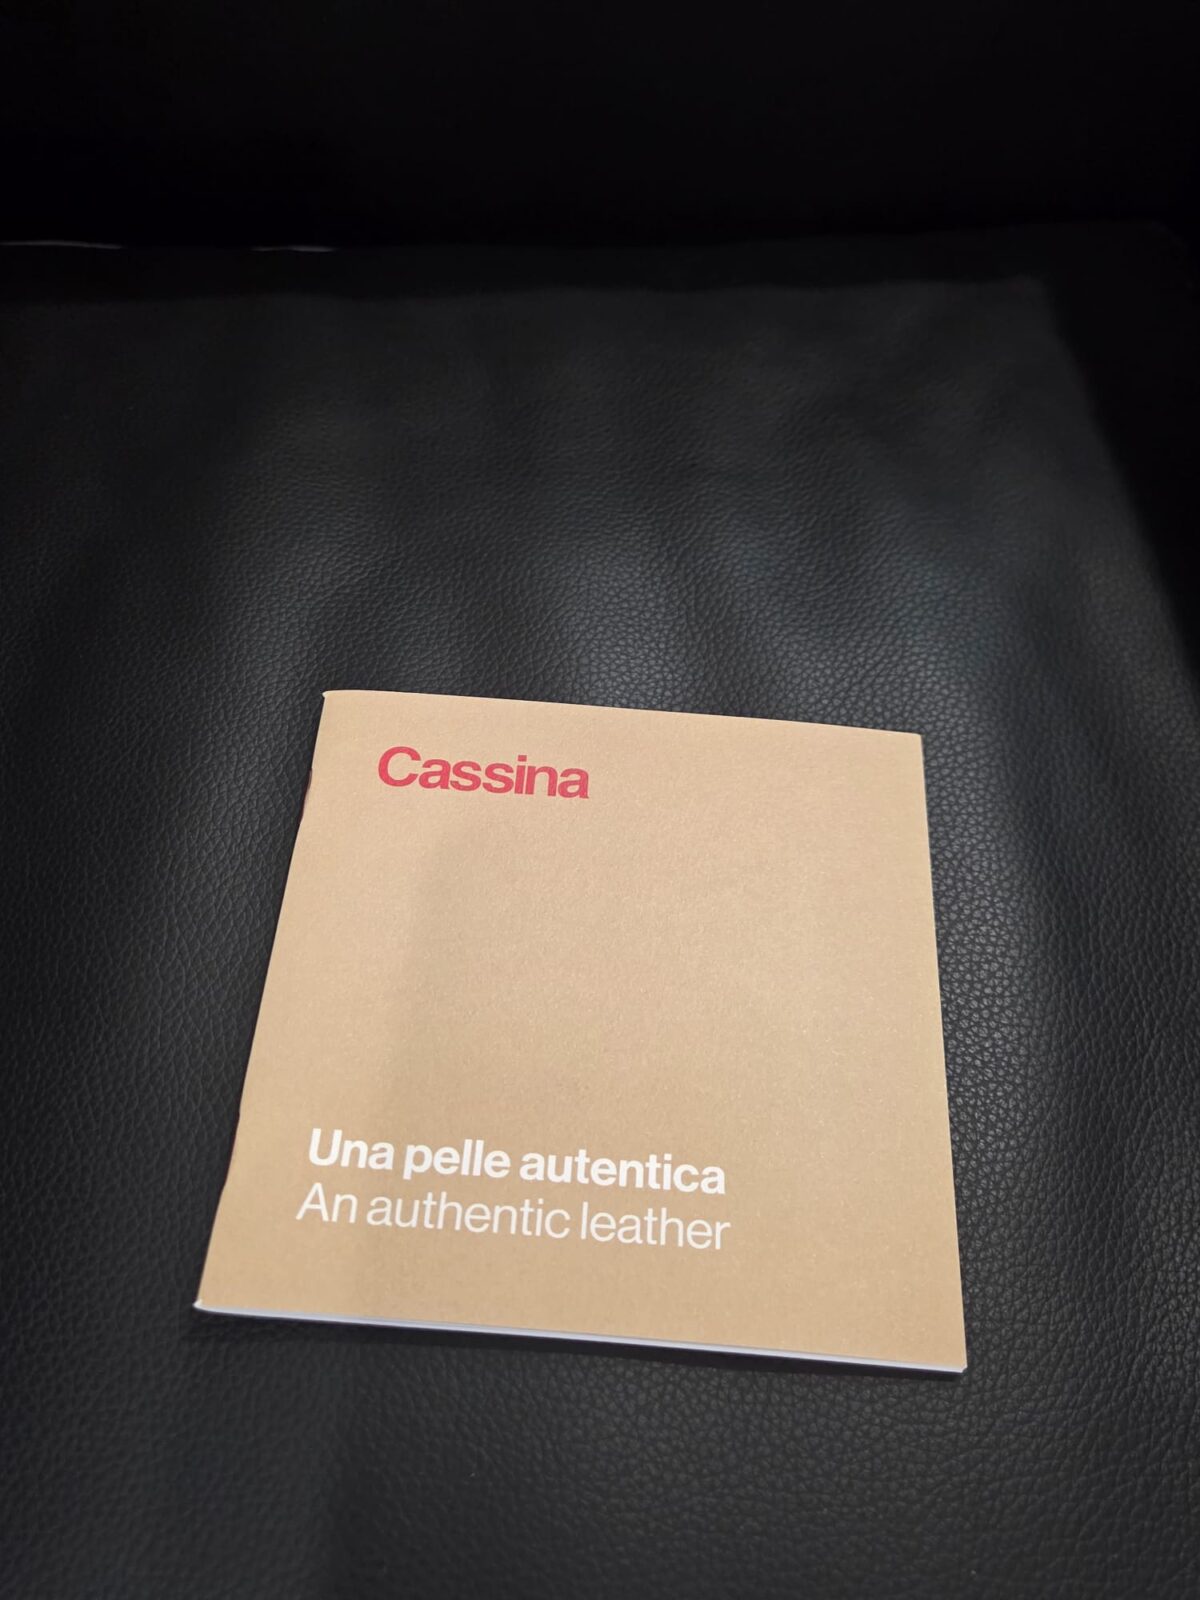 Cassina
Una pelle autentica
An authentic leather